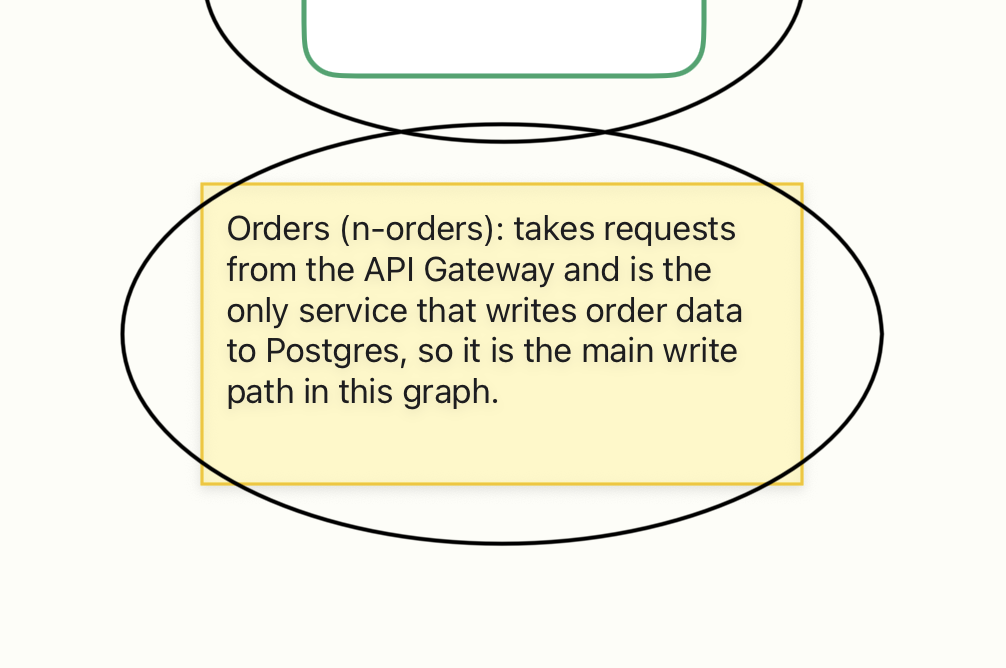 Orders (n-orders): takes requests
from the API Gateway and is the
only service that writes order data
to Postgres, so it is the main write
path in this graph.